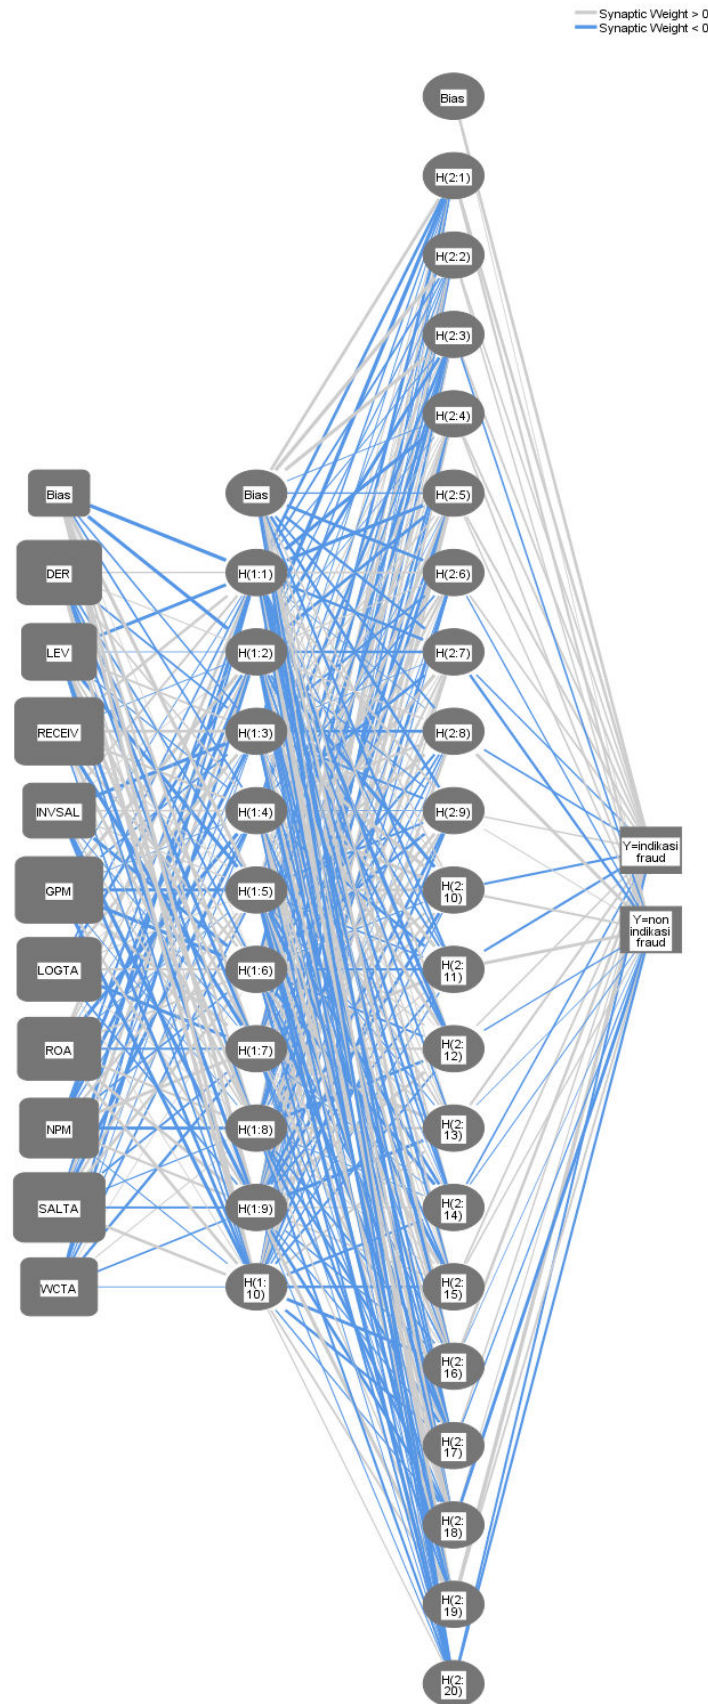 Synaptic Weight > 0
Synaptic Weight < 0
Bias
H(2:1)
H(2:2)
H(2:3)
H(2:4)
Bias
Bias
H(2:5)
DER
H(1:1)
H(2:6)
LEV
H(1:2)
H(2:7)
RECEIV
H(1:3)
H(2:8)
INVSAL
H(1:4)
H(2:9)
Y=indikasi
fraud
GPM
H(1:5)
H(2:
10)
Y=non
indikasi
fraud
LOGTA
H(1:6)
H(2:
11)
ROA
H(1:7)
H(2:
12)
NPM
H(1:8)
H(2:
13)
SALTA
H(1:9)
H(2:
14)
WCTA
H(1:
10)
H(2:
15)
H(2:
16)
H(2:
17)
H(2:
18)
H(2:
19)
H(2:
20)